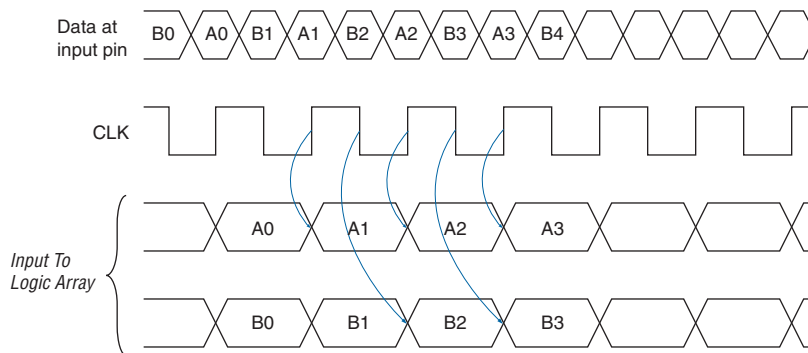 Data at
input pin
B0 A0 B1 A1 B2 A2 B3 A3 B4
CLK
Input To
Logic Array
A0 A1 A2 A3
B0 B1 B2 B3